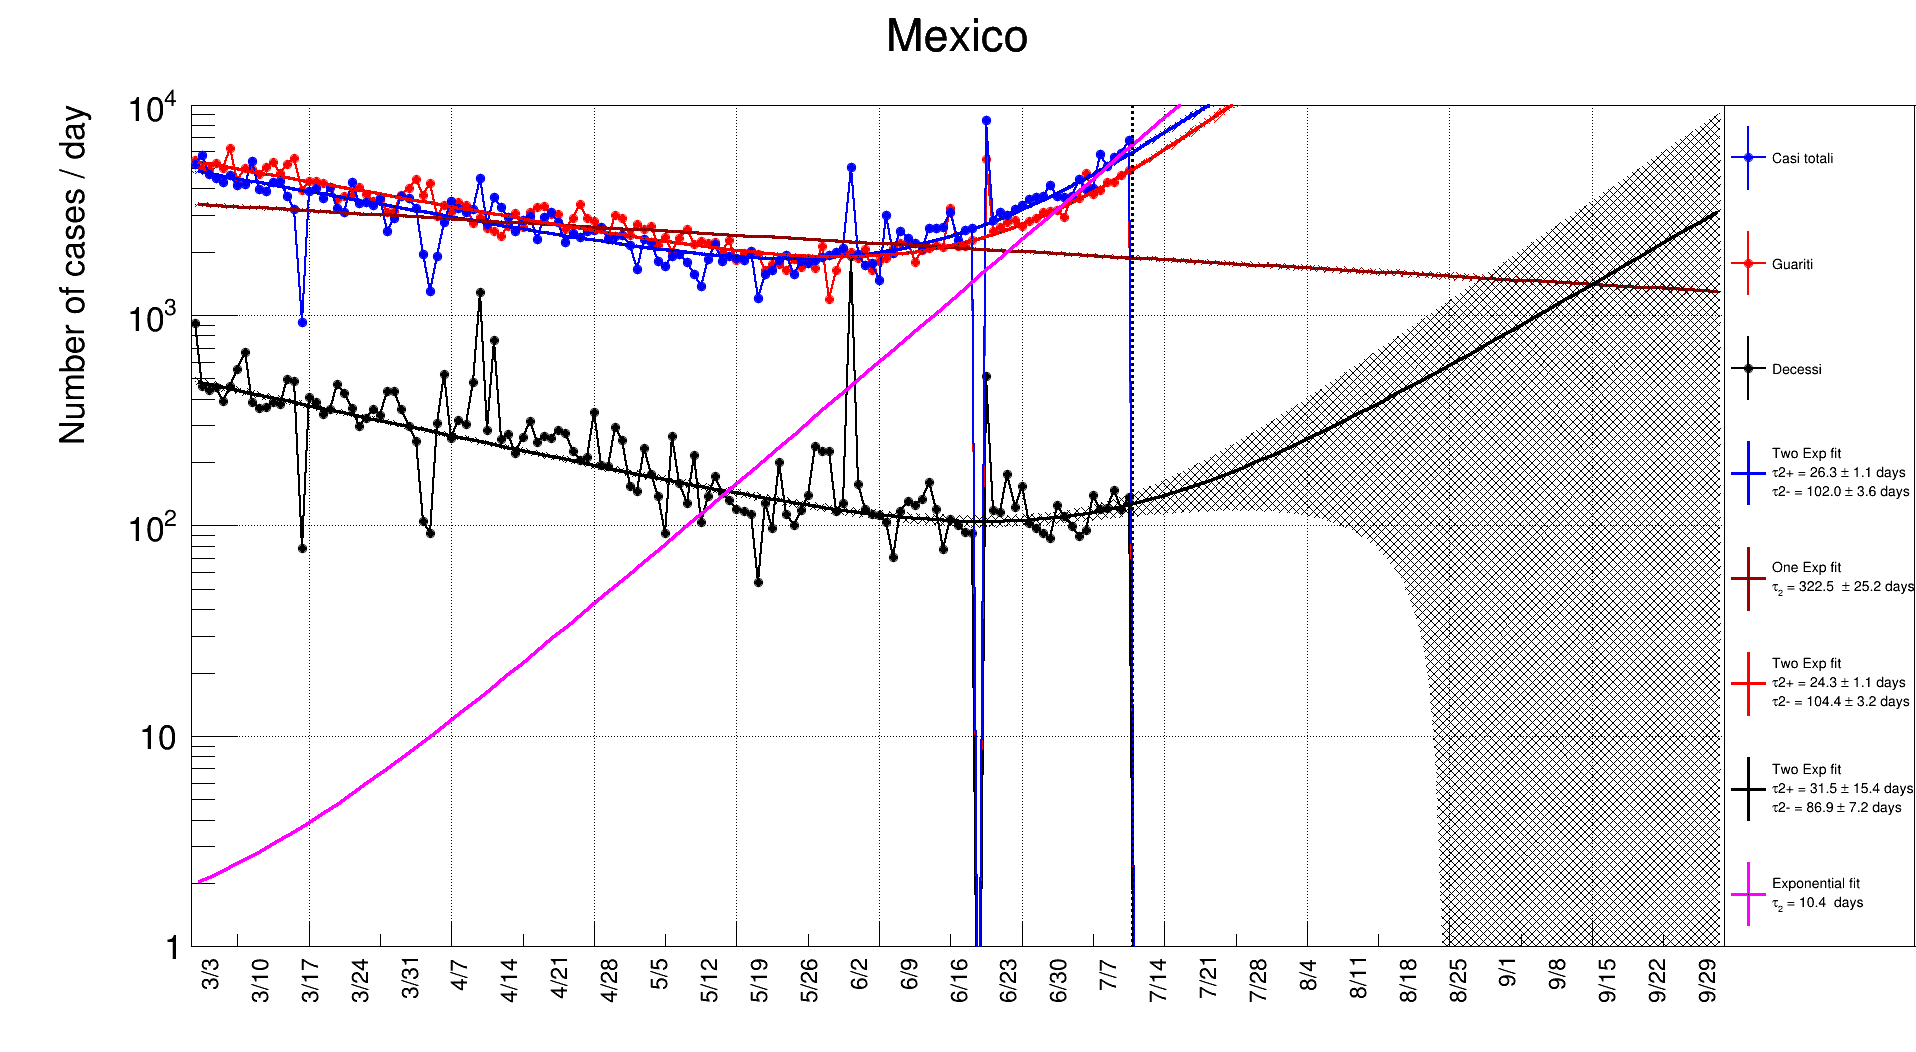 Mexico
Number of cases / day
10^4
10^3
10^2
10
1
3/3 3/10 3/17 3/24 3/31 4/7 4/14 4/21 4/28 5/5 5/12 5/19 5/26 6/2 6/9 6/16 6/23 6/30 7/7 7/14 7/21 7/28 8/4 8/11 8/18 8/25 9/1 9/8 9/15 9/22 9/29
Casi totali
Guariti
Decessi
Two Exp fit
τ2+ = 26.3 ± 1.1 days
τ2- = 102.0 ± 3.6 days
One Exp fit
τ₂ = 322.5 ± 25.2 days
Two Exp fit
τ2+ = 24.3 ± 1.1 days
τ2- = 104.4 ± 3.2 days
Two Exp fit
τ2+ = 31.5 ± 15.4 days
τ2- = 86.9 ± 7.2 days
Exponential fit
τ₂ = 10.4 days